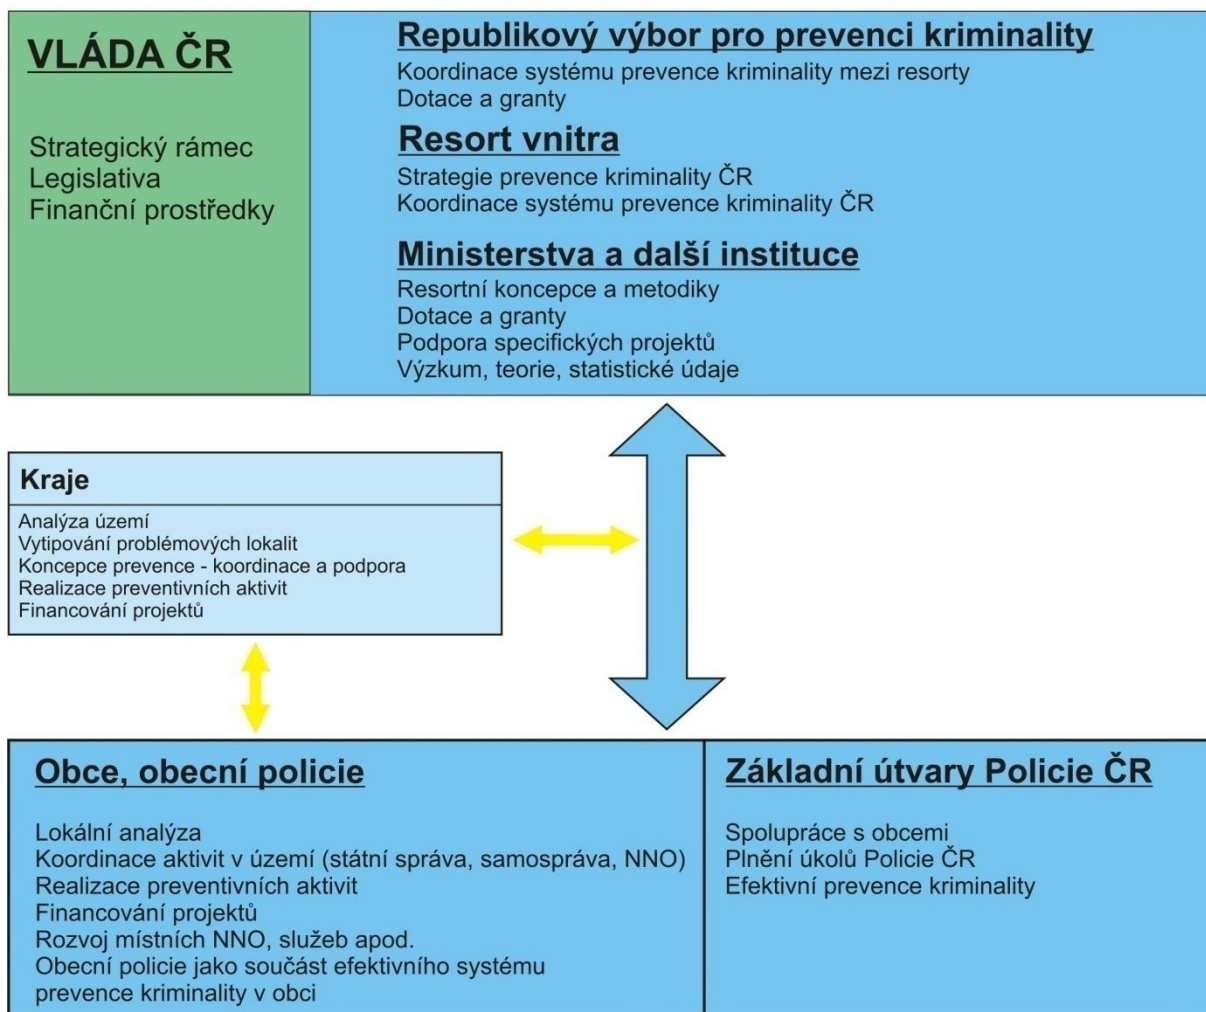 VLÁDA ČR
Strategický rámec
Legislativa
Finanční prostředky
Republikový výbor pro prevenci kriminality
Koordinace systému prevence kriminality mezi resorty
Dotace a granty
Resort vnitra
Strategie prevence kriminality ČR
Koordinace systému prevence kriminality ČR
Ministerstva a další instituce
Resortní koncepce a metodiky
Dotace a granty
Podpora specifických projektů
Výzkum, teorie, statistické údaje
Kraje
Analýza území
Vytipování problémových lokalit
Koncepce prevence - koordinace a podpora
Realizace preventivních aktivit
Financování projektů
Obce, obecní policie
Lokální analýza
Koordinace aktivit v území (státní správa, samospráva, NNO)
Realizace preventivních aktivit
Financování projektů
Rozvoj místních NNO, služeb apod.
Obecní policie jako součást efektivního systému
prevence kriminality v obci
Základní útvary Policie ČR
Spolupráce s obcemi
Plnění úkolů Policie ČR
Efektivní prevence kriminality